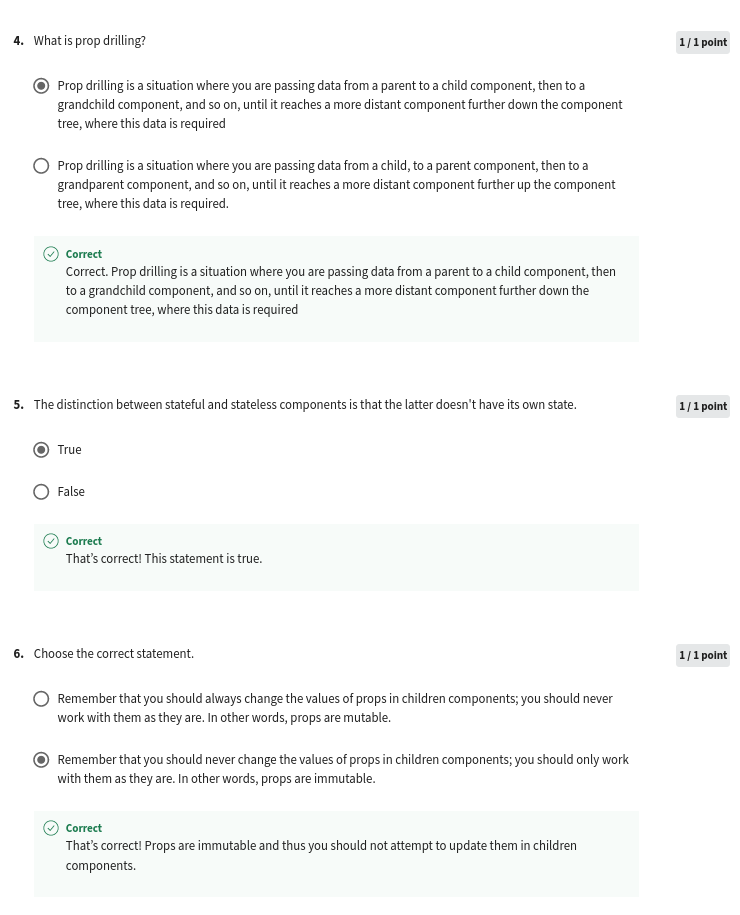 4. What is prop drilling?
1 / 1 point
Prop drilling is a situation where you are passing data from a parent to a child component, then to a
grandchild component, and so on, until it reaches a more distant component further down the component
tree, where this data is required
Prop drilling is a situation where you are passing data from a child, to a parent component, then to a
grandparent component, and so on, until it reaches a more distant component further up the component
tree, where this data is required.
Correct
Correct. Prop drilling is a situation where you are passing data from a parent to a child component, then
to a grandchild component, and so on, until it reaches a more distant component further down the
component tree, where this data is required
5. The distinction between stateful and stateless components is that the latter doesn't have its own state.
1 / 1 point
True
False
Correct
That’s correct! This statement is true.
6. Choose the correct statement.
1 / 1 point
Remember that you should always change the values of props in children components; you should never
work with them as they are. In other words, props are mutable.
Remember that you should never change the values of props in children components; you should only work
with them as they are. In other words, props are immutable.
Correct
That’s correct! Props are immutable and thus you should not attempt to update them in children
components.